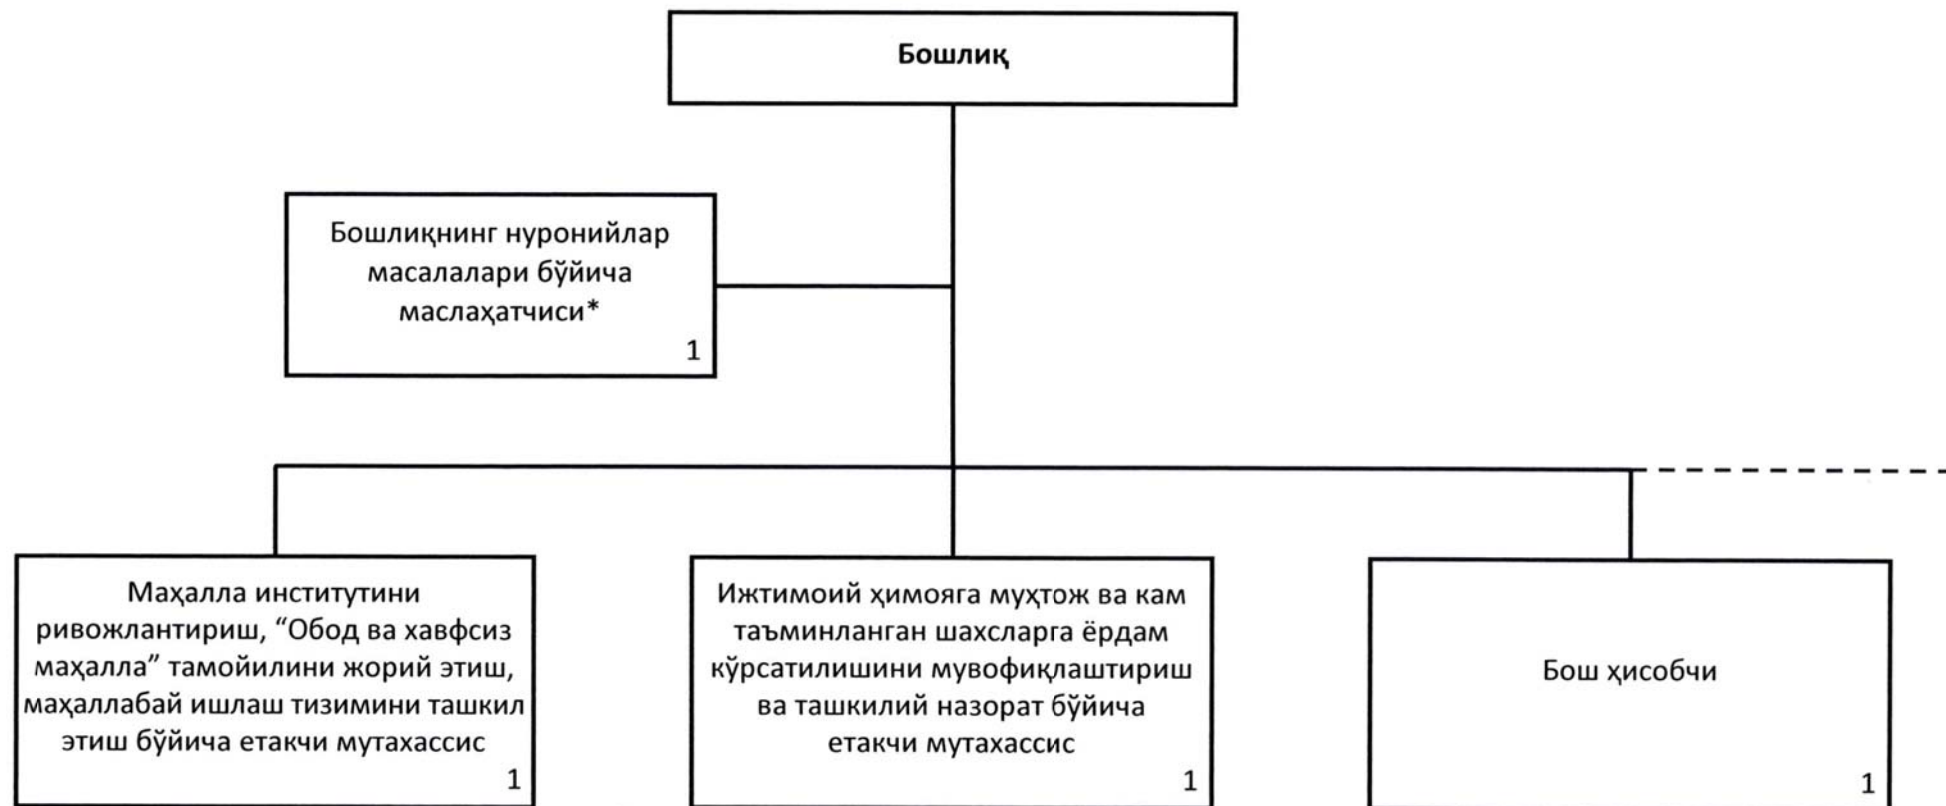 Бошлиқ
Бошлиқнинг нуронийлар
масалалари бўйича
маслаҳатчиси*
1
Маҳалла институтини
ривожлантириш, “Обод ва хавфсиз
маҳалла” тамойилини жорий этиш,
маҳаллабай ишлаш тизимини ташкил
этиш бўйича етакчи мутахассис
1
Ижтимоий ҳимояга муҳтож ва кам
таъминланган шахсларга ёрдам
кўрсатилишини мувофиқлаштириш
ва ташкилий назорат бўйича
етакчи мутахассис
1
Бош ҳисобчи
1